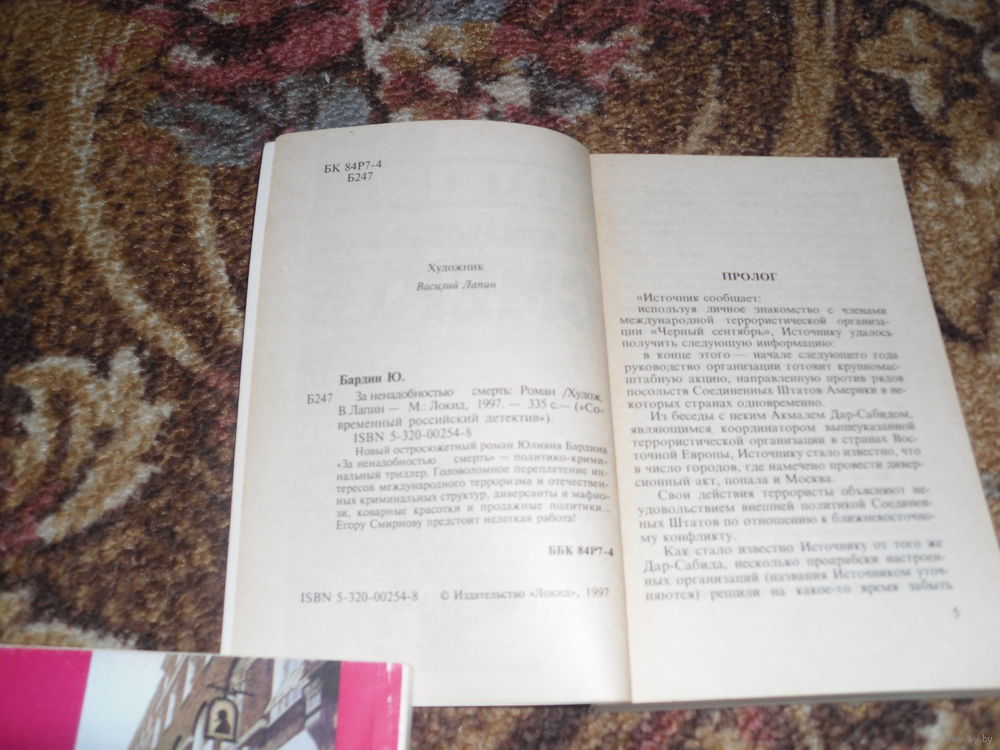 БК 84Р7-4
Б247
Художник
Василий Лапин
Бардин Ю.
Б247 За ненадобностью смерть: Роман /Худож.
В.Лапин — М.: Локид, 1997. — 335 с.— («Со-
временный российский детектив»).
ISBN 5-320-00254-8
Новый остросюжетный роман Юлиана Бардина
«За ненадобностью смерть» — политико-крими-
нальный триллер. Головоломное переплетение ин-
тересов международного терроризма и отечествен-
ных криминальных структур, диверсанты и мафио-
зи, коварные красотки и продажные политики...
Егору Смирнову предстоит нелегкая работа!
ББК 84Р7-4
ISBN 5-320-00254-8 © Издательство «Локид», 1997
ПРОЛОГ
«Источник сообщает:
используя личное знакомство с членами
международной террористической организа-
ции «Черный сентябрь», Источнику удалось
получить следующую информацию:
в конце этого — начале следующего года
руководство организации готовит крупномас-
штабную акцию, направленную против рядов
посольств Соединенных Штатов Америки в не-
которых странах одновременно.
Из беседы с неким Акмалем Дар-Сабидом,
являющимся координатором вышеуказанной
террористической организации в странах Вос-
точной Европы, Источнику стало известно, что
в число городов, где намечено провести дивер-
сионный акт, попала и Москва.
Свои действия террористы объясняют не-
удовольствием внешней политикой Соединен-
ных Штатов по отношению к ближневосточно-
му конфликту.
Как стало известно Источнику от того же
Дар-Сабида, несколько проарабски настроен-
ных организаций (названия Источником уточ-
няются) решили на какое-то время забыть
5
www.ay.by